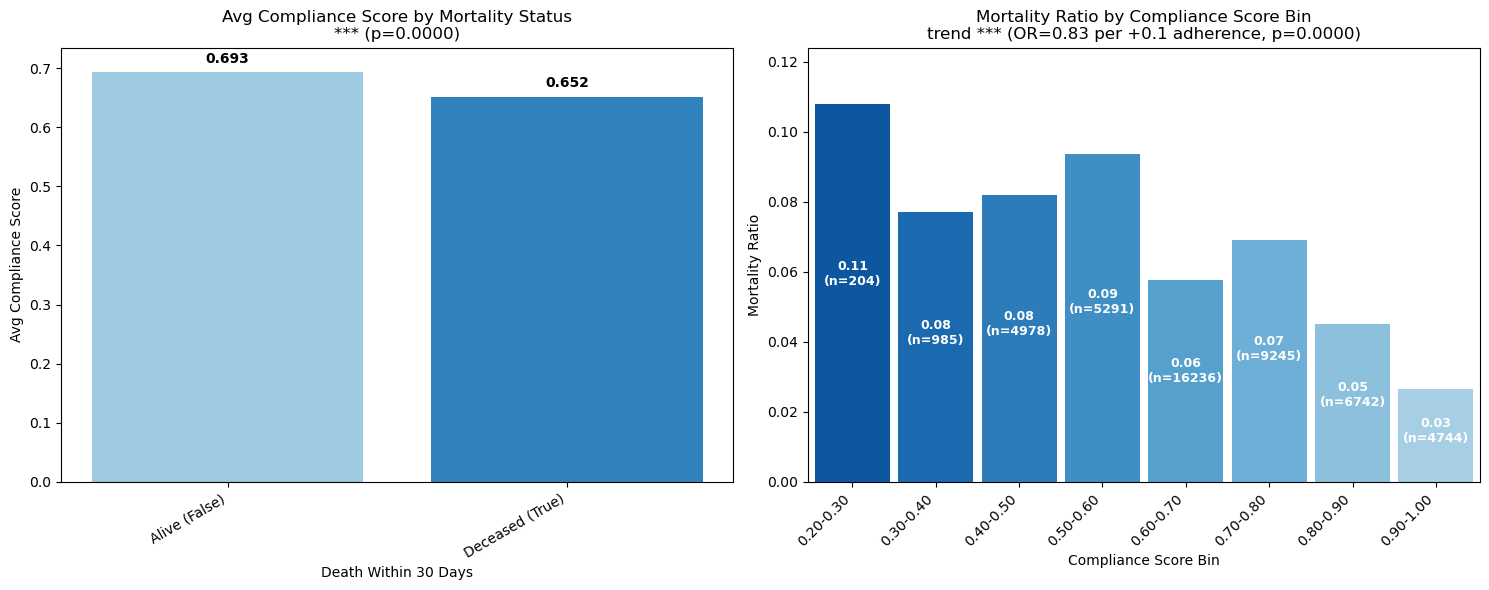 Avg Compliance Score by Mortality Status
*** (p=0.0000)
Avg Compliance Score
0.7
0.6
0.5
0.4
0.3
0.2
0.1
0.0
0.693
0.652
Alive (False)
Deceased (True)
Death Within 30 Days
Mortality Ratio by Compliance Score Bin
trend *** (OR=0.83 per +0.1 adherence, p=0.0000)
Mortality Ratio
0.12
0.10
0.08
0.06
0.04
0.02
0.00
0.11
(n=204)
0.08
(n=985)
0.08
(n=4978)
0.09
(n=5291)
0.06
(n=16236)
0.07
(n=9245)
0.05
(n=6742)
0.03
(n=4744)
0.20-0.30
0.30-0.40
0.40-0.50
0.50-0.60
0.60-0.70
0.70-0.80
0.80-0.90
0.90-1.00
Compliance Score Bin